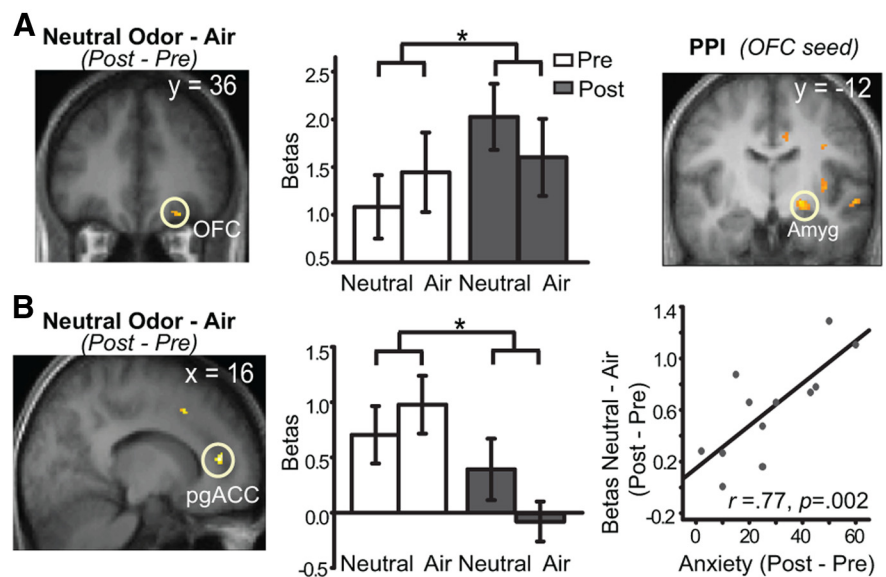 A
Neutral Odor - Air
(Post - Pre)
y = 36
OFC
*
Pre
Post
Betas
2.5
2.0
1.5
1.0
0.5
Neutral Air Neutral Air
PPI (OFC seed)
y = -12
Amyg
B
Neutral Odor - Air
(Post - Pre)
x = 16
pgACC
*
Betas
1.5
1.0
0.5
0.0
-0.5
Neutral Air Neutral Air
Betas Neutral - Air
(Post - Pre)
1.4
1.0
0.6
0.2
-0.2
r =.77, p=.002
0 20 40 60
Anxiety (Post - Pre)